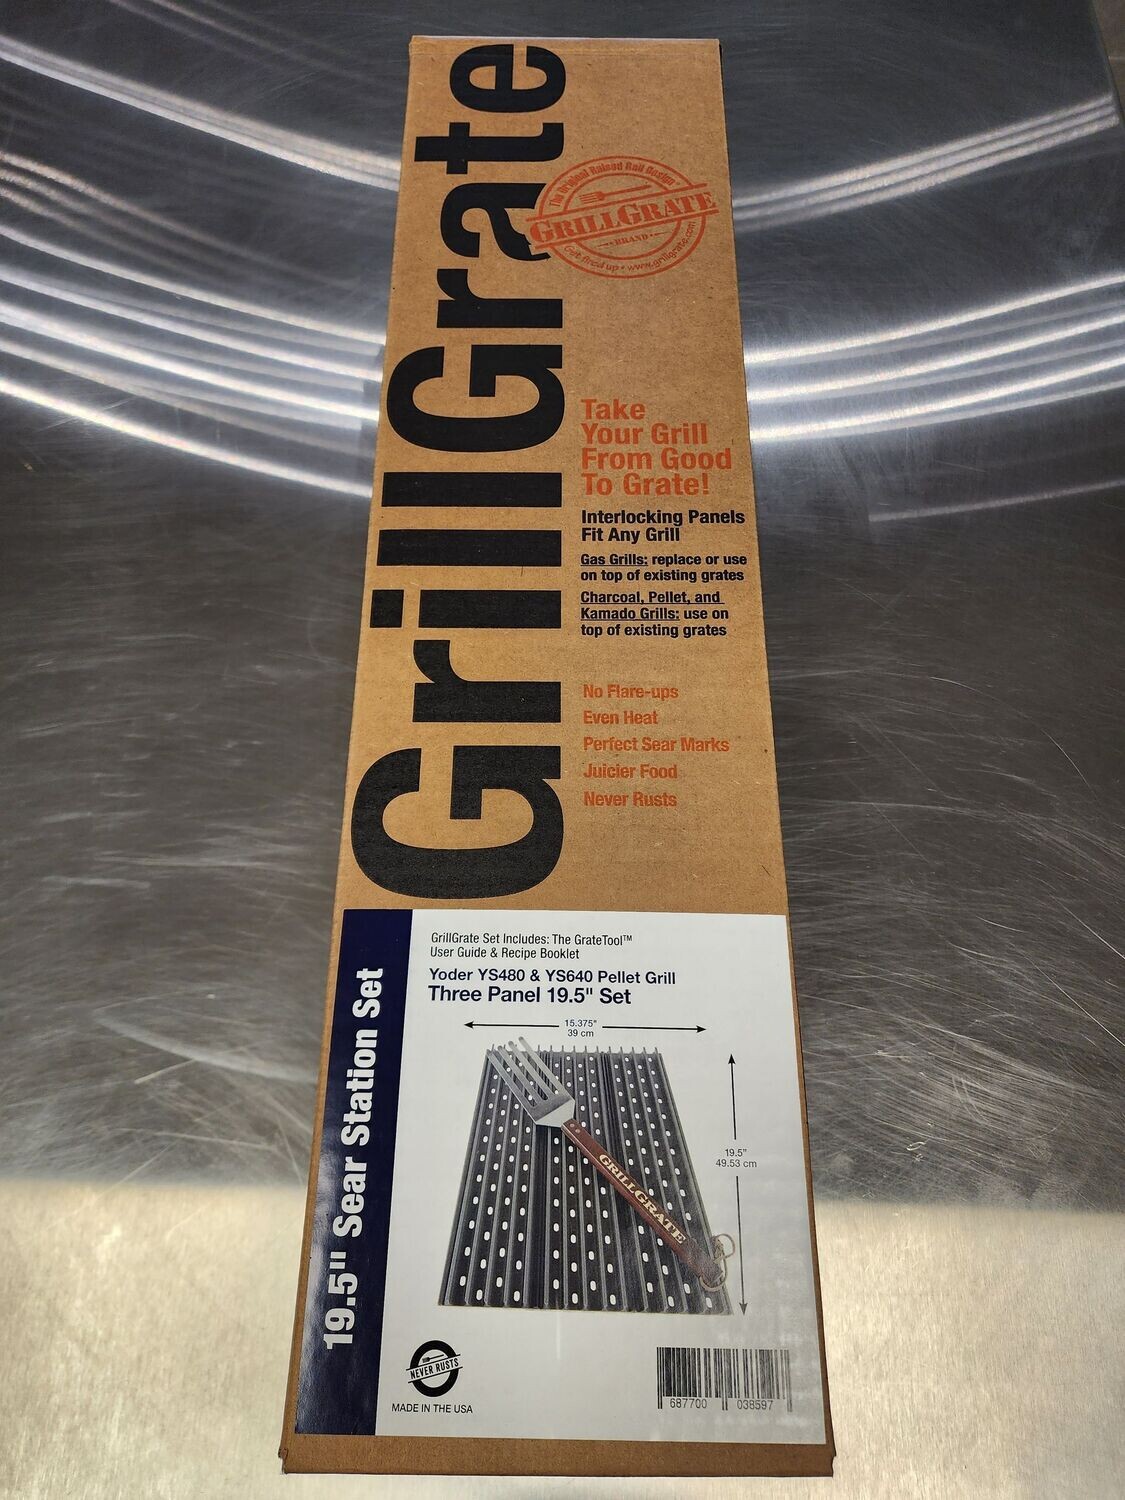 GrillGrate
The Original Raised Rail Design
GRILLGRATE
BRAND
Get fired up • www.grillgrate.com
Take
Your Grill
From Good
To Grate!
Interlocking Panels
Fit Any Grill
Gas Grills: replace or use
on top of existing grates
Charcoal, Pellet, and
Kamado Grills: use on
top of existing grates
No Flare-ups
Even Heat
Perfect Sear Marks
Juicier Food
Never Rusts
19.5" Sear Station Set
GrillGrate Set Includes: The GrateTool™
User Guide & Recipe Booklet
Yoder YS480 & YS640 Pellet Grill
Three Panel 19.5" Set
15.375"
39 cm
19.5"
49.53 cm
GRILLGRATE
NEVER RUSTS
MADE IN THE USA
687700 038597